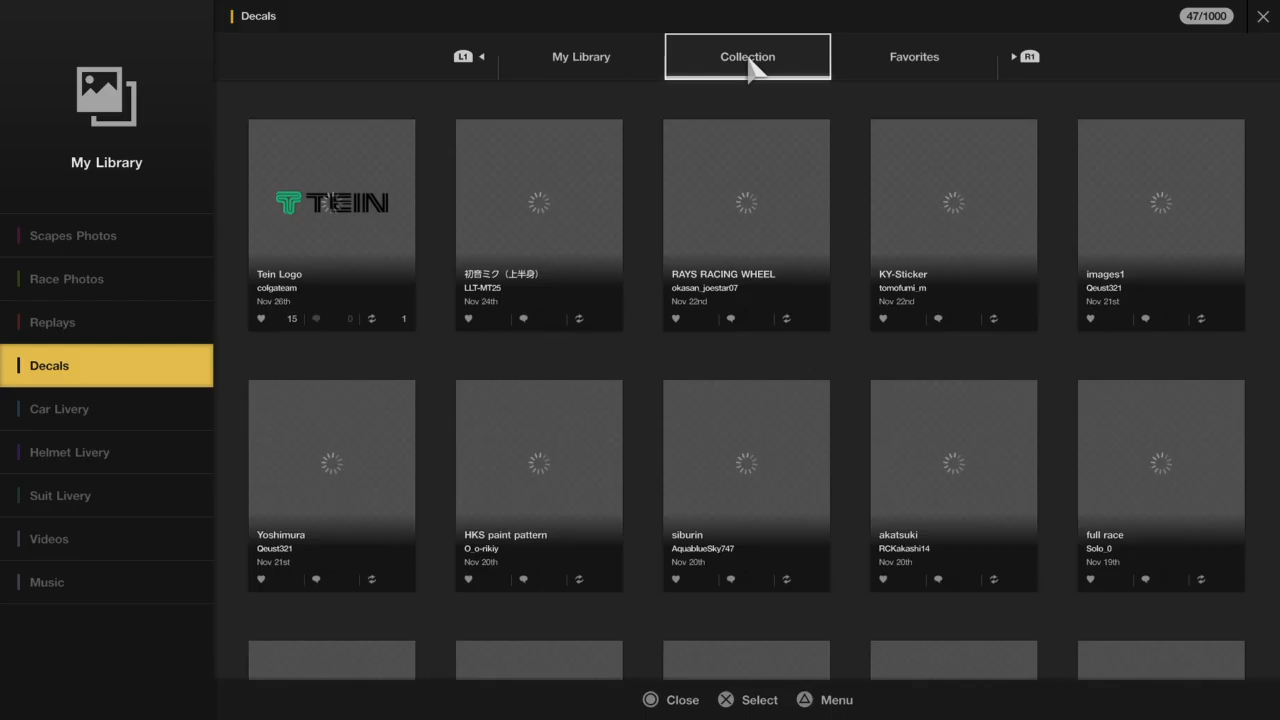 Decals
47/1000
L1
My Library
Collection
Favorites
R1
My Library
Scapes Photos
Race Photos
Replays
Decals
Car Livery
Helmet Livery
Suit Livery
Videos
Music
TEIN
Tein Logo
colgateam
Nov 26th
15 0 1
初音ミク（上半身）
LLT-MT25
Nov 24th
RAYS RACING WHEEL
okasan_joestar07
Nov 22nd
KY-Sticker
tomofumi_m
Nov 22nd
images1
Qeust321
Nov 21st
Yoshimura
Qeust321
Nov 21st
HKS paint pattern
O_o-rikiy
Nov 20th
siburin
AquablueSky747
Nov 20th
akatsuki
RCKakashi14
Nov 20th
full race
Solo_0
Nov 19th
Close
Select
Menu